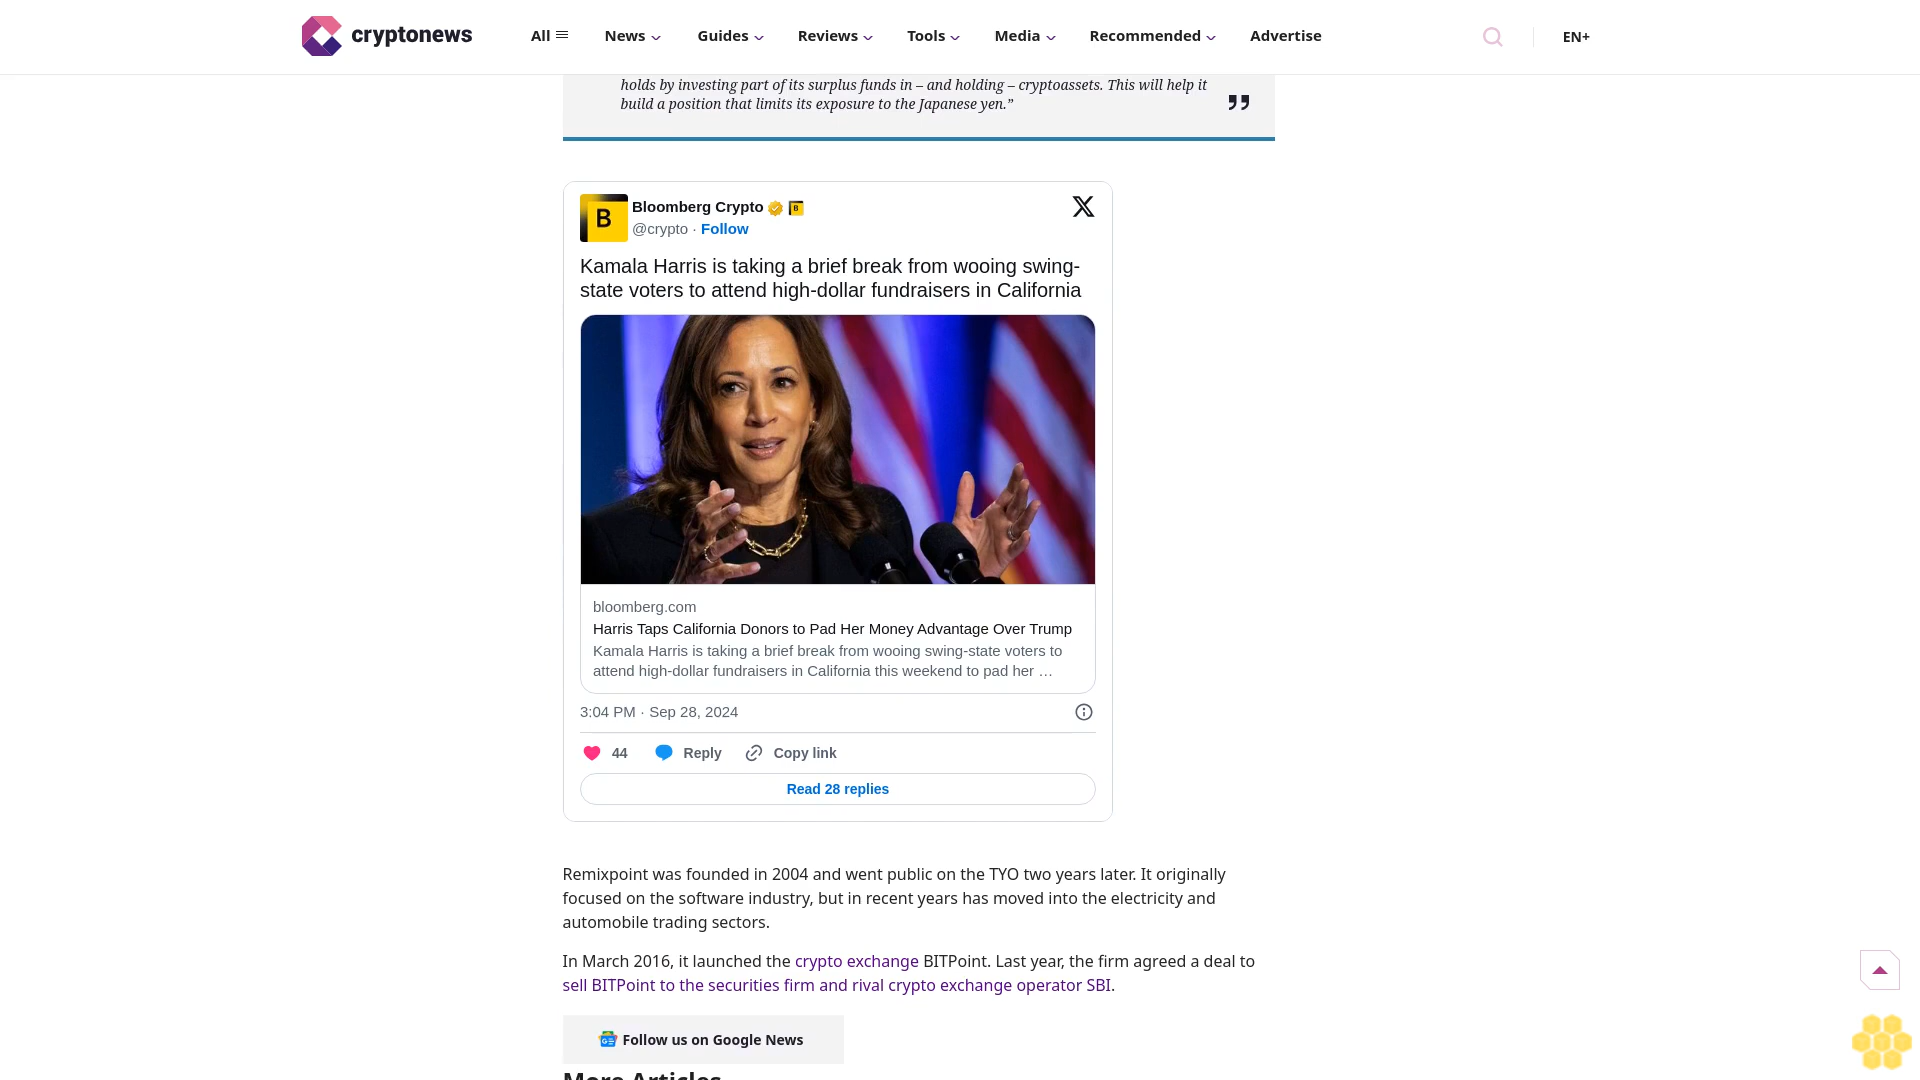 cryptonews
All
News
Guides
Reviews
Tools
Media
Recommended
Advertise
EN+
holds by investing part of its surplus funds in – and holding – cryptoassets. This will help it
build a position that limits its exposure to the Japanese yen.”
Bloomberg Crypto
@crypto · Follow
Kamala Harris is taking a brief break from wooing swing-
state voters to attend high-dollar fundraisers in California
bloomberg.com
Harris Taps California Donors to Pad Her Money Advantage Over Trump
Kamala Harris is taking a brief break from wooing swing-state voters to
attend high-dollar fundraisers in California this weekend to pad her …
3:04 PM · Sep 28, 2024
44
Reply
Copy link
Read 28 replies
Remixpoint was founded in 2004 and went public on the TYO two years later. It originally
focused on the software industry, but in recent years has moved into the electricity and
automobile trading sectors.
In March 2016, it launched the crypto exchange BITPoint. Last year, the firm agreed a deal to
sell BITPoint to the securities firm and rival crypto exchange operator SBI.
Follow us on Google News
More Articles